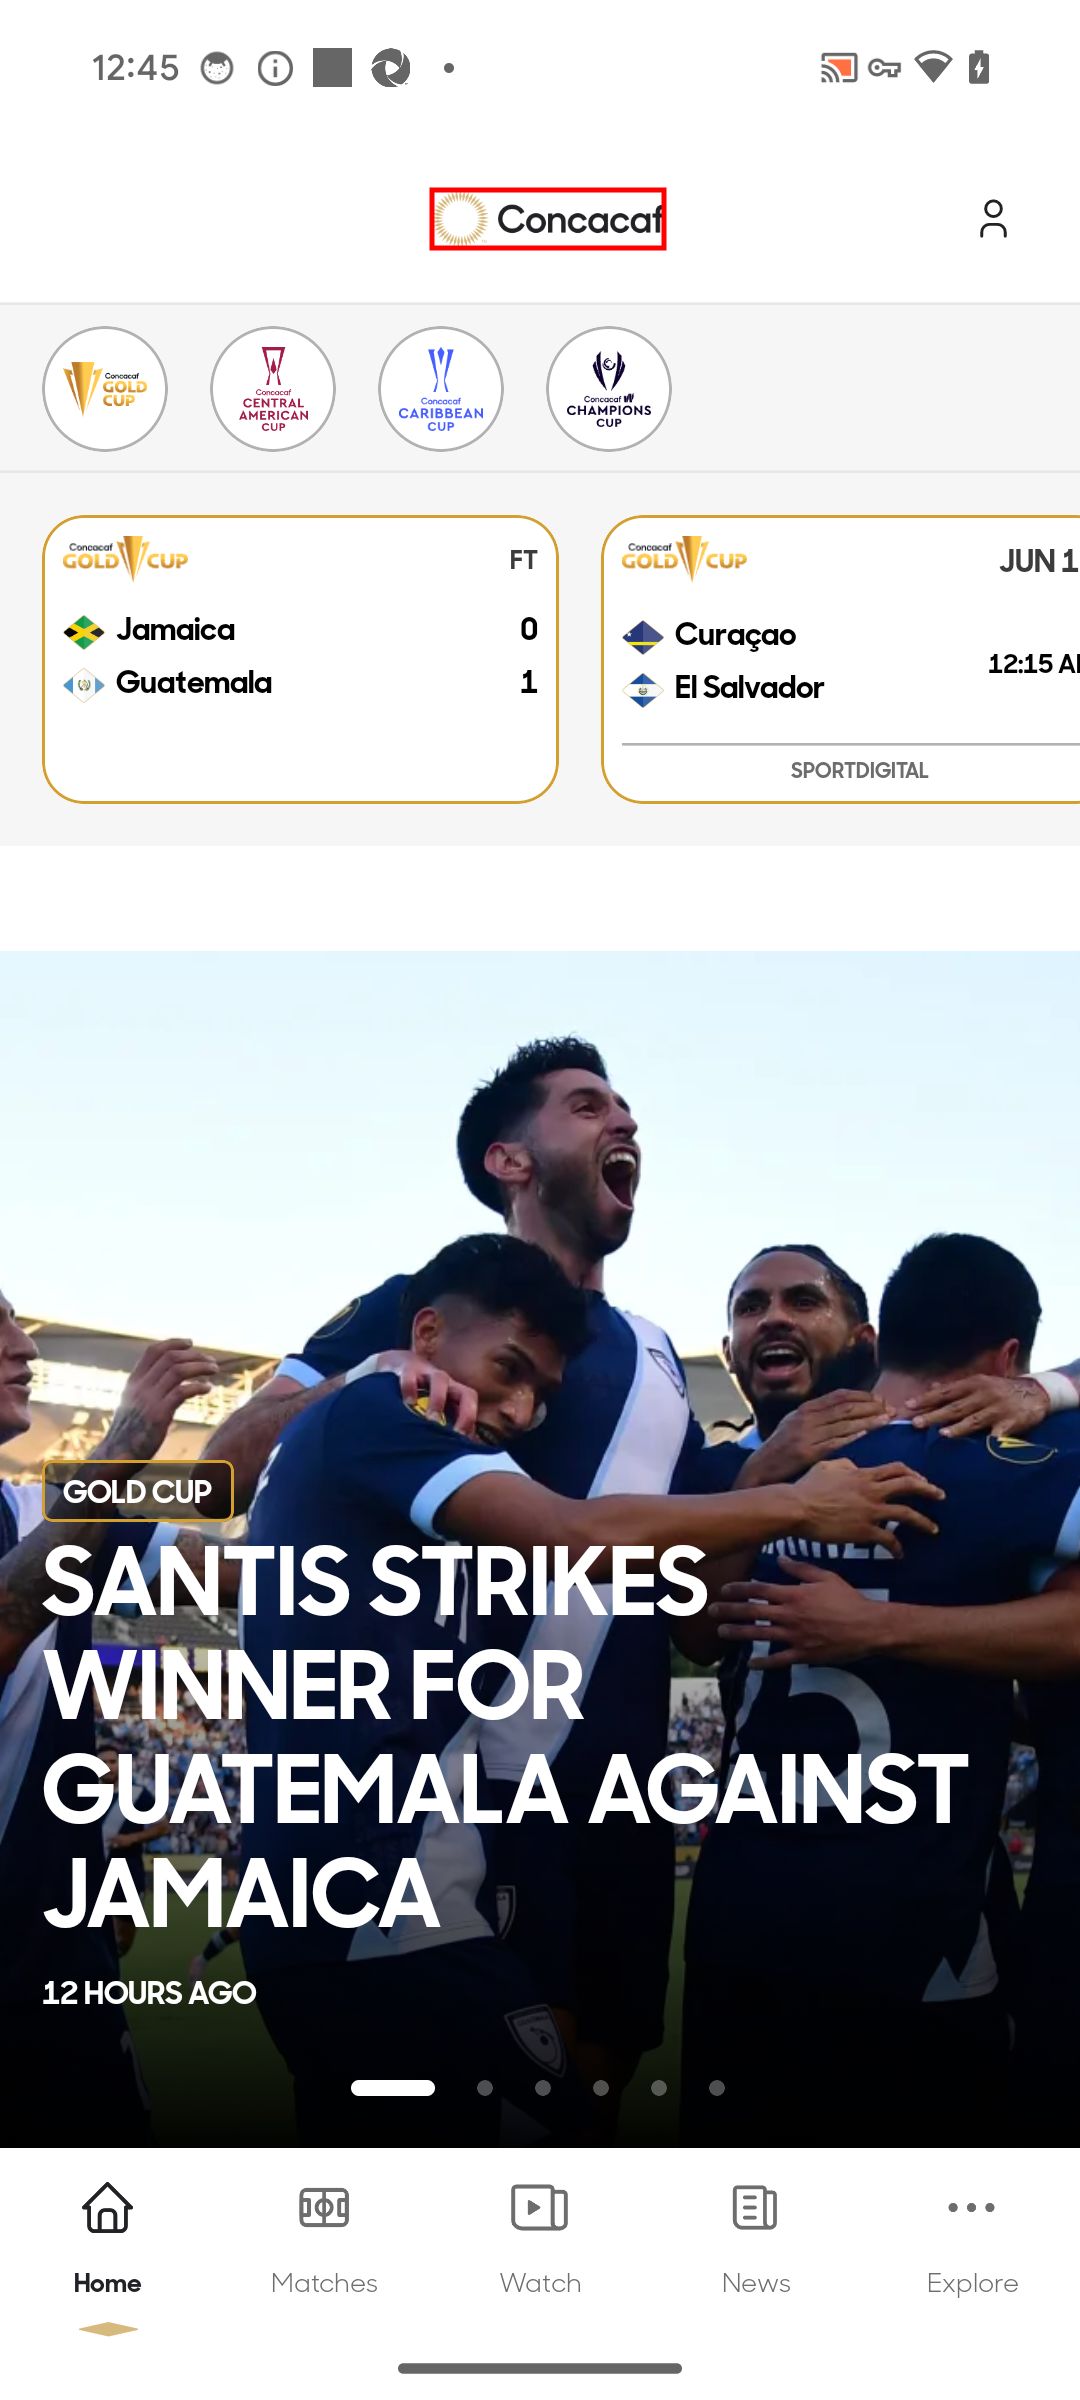 12:45
Concacaf
Concacaf
GOLD
CUP
Concacaf
CENTRAL
AMERICAN
CUP
Concacaf
CARIBBEAN
CUP
Concacaf W
CHAMPIONS
CUP
Concacaf
GOLD CUP
FT
Jamaica 0
Guatemala 1
Concacaf
GOLD CUP
JUN 1
Curaçao
12:15
El Salvador
SPORTDIGITAL
GOLD CUP
SANTIS STRIKES
WINNER FOR
GUATEMALA AGAINST
JAMAICA
12 HOURS AGO
Home
Matches
Watch
News
Explore